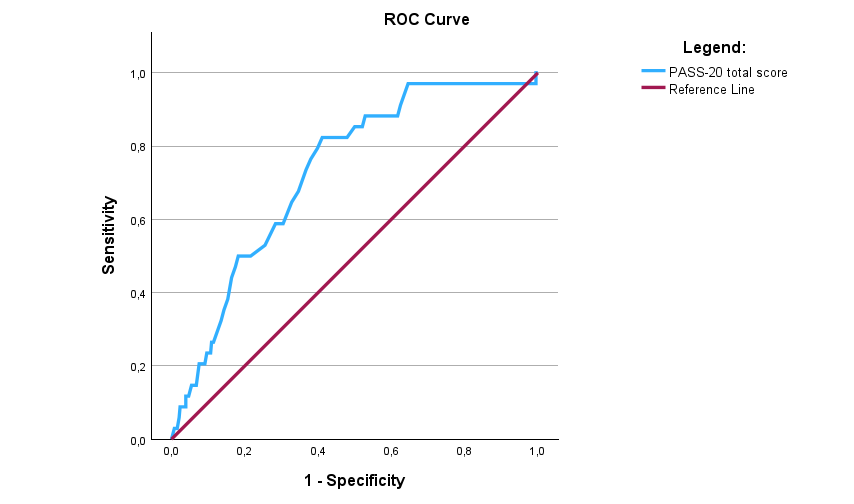 ROC Curve
Legend:
PASS-20 total score
Reference Line
1,0
0,8
0,6
0,4
0,2
0,0
Sensitivity
0,0 0,2 0,4 0,6 0,8 1,0
1 - Specificity